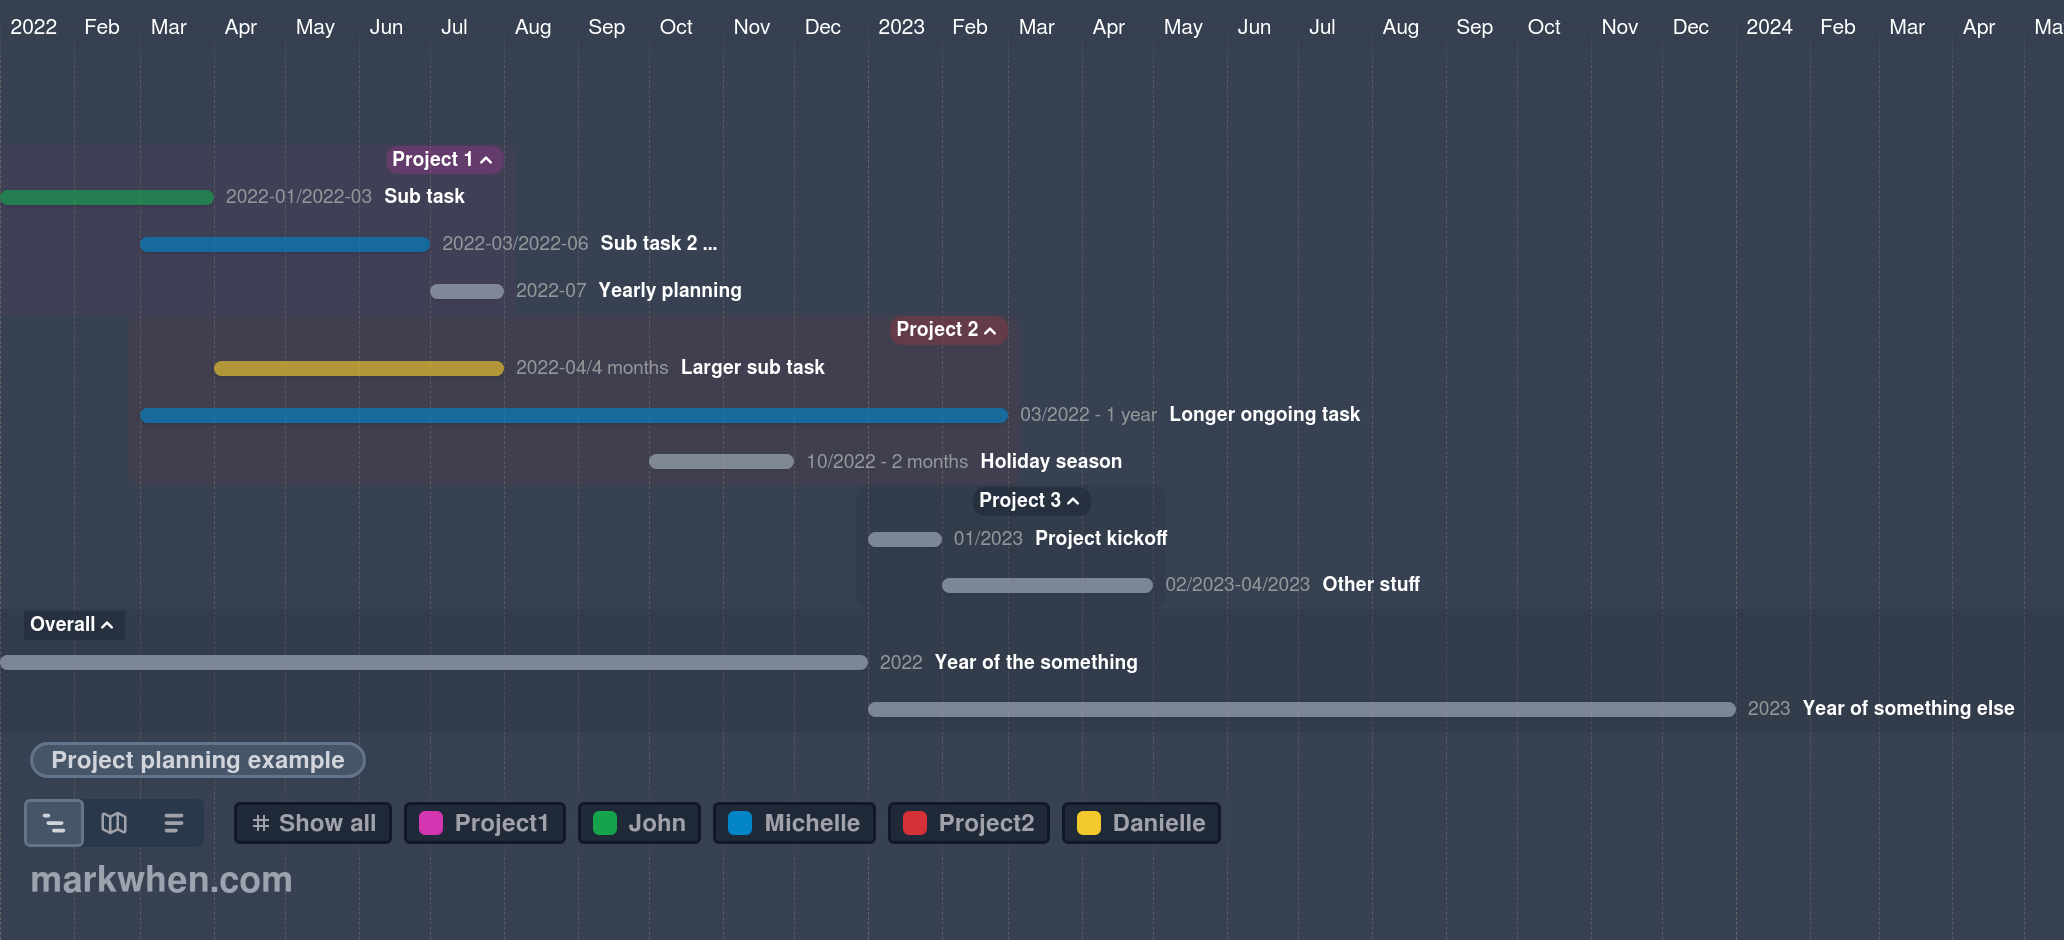 2022 Feb Mar Apr May Jun Jul Aug Sep Oct Nov Dec 2023 Feb Mar Apr May Jun Jul Aug Sep Oct Nov Dec 2024 Feb Mar Apr Ma
Project 1
2022-01/2022-03 Sub task
2022-03/2022-06 Sub task 2 ...
2022-07 Yearly planning
Project 2
2022-04/4 months Larger sub task
03/2022 - 1 year Longer ongoing task
10/2022 - 2 months Holiday season
Project 3
01/2023 Project kickoff
02/2023-04/2023 Other stuff
Overall
2022 Year of the something
2023 Year of something else
Project planning example
# Show all Project1 John Michelle Project2 Danielle
markwhen.com